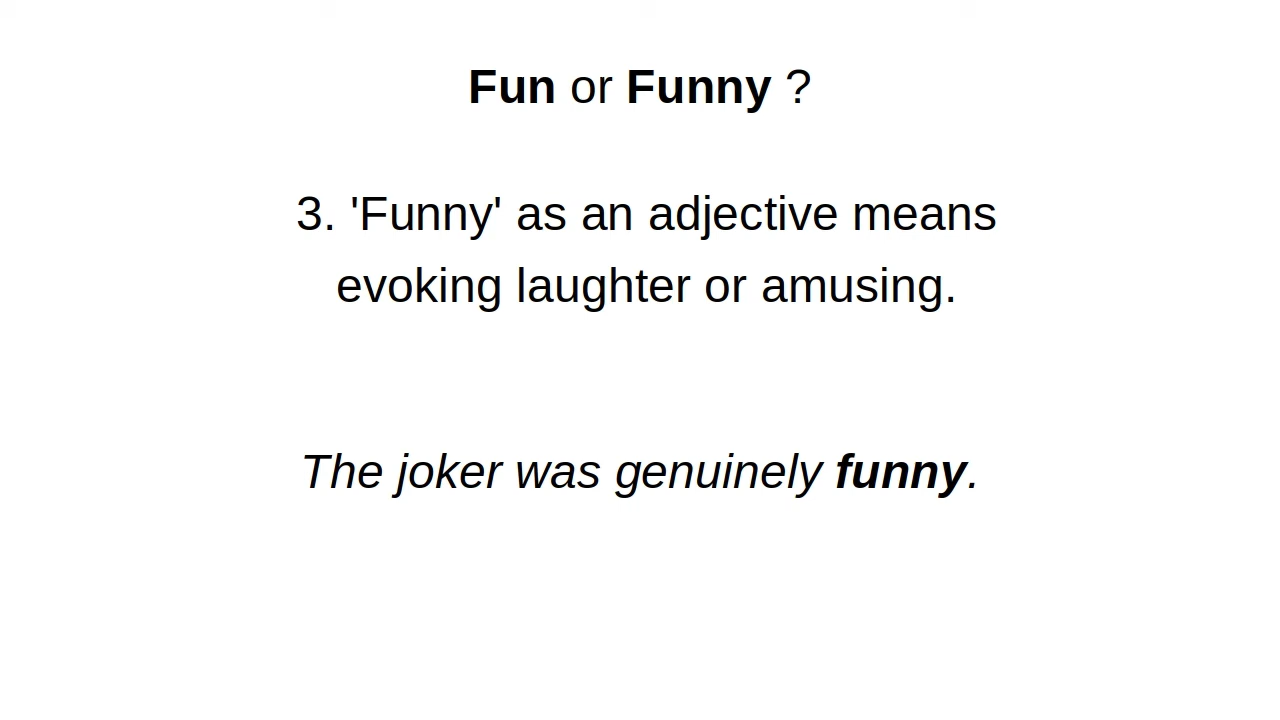 Fun or Funny ?
3. 'Funny' as an adjective means
evoking laughter or amusing.
The joker was genuinely funny.